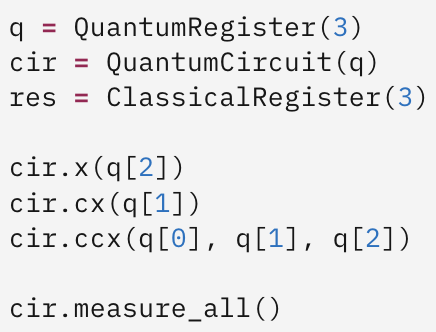 q = QuantumRegister(3)
cir = QuantumCircuit(q)
res = ClassicalRegister(3)
cir.x(q[2])
cir.cx(q[1])
cir.ccx(q[0], q[1], q[2])
cir.measure_all()